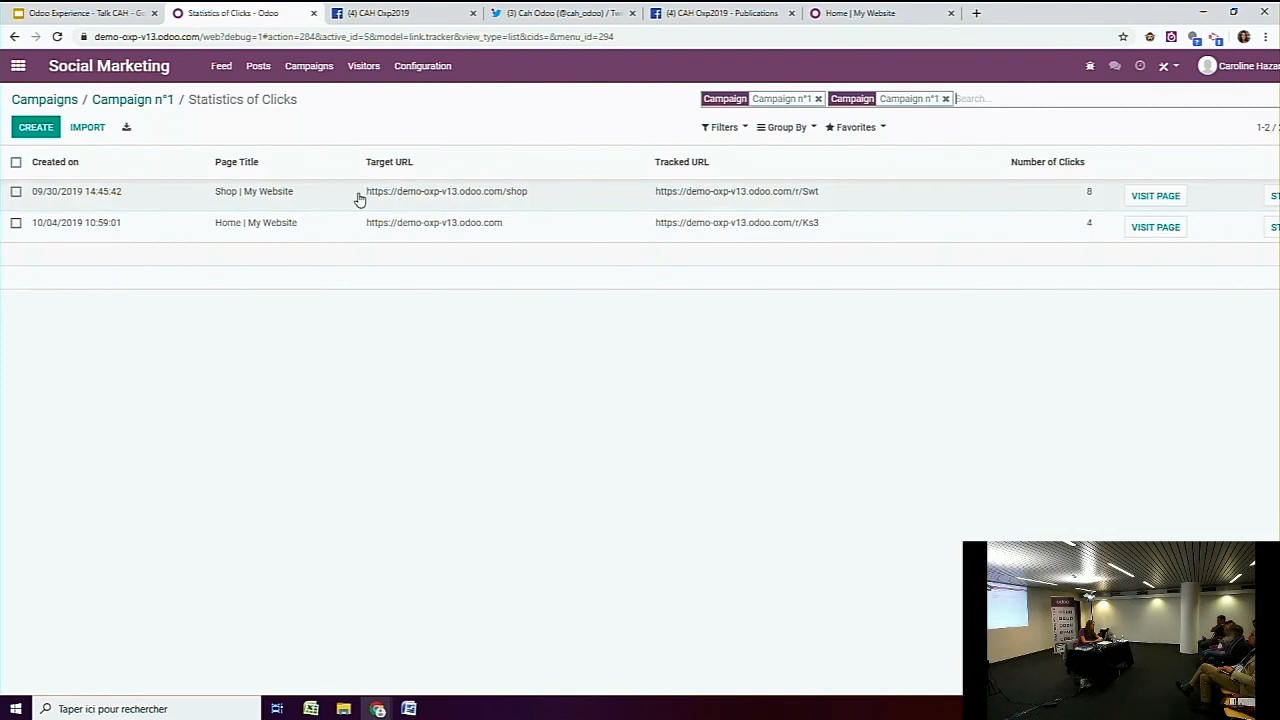 Odoo Experience - Talk CAH - Go
Statistics of Clicks - Odoo
(4) CAH Oxp2019
(3) Cah Odoo (@cah_odoo) / Tw
(4) CAH Oxp2019 - Publications
Home | My Website
demo-oxp-v13.odoo.com/web?debug=1#action=284&active_id=5&model=link.tracker&view_type=list&cids=&menu_id=294
Social Marketing Feed Posts Campaigns Visitors Configuration Caroline Hazar
Campaigns / Campaign n°1 / Statistics of Clicks
Campaign Campaign n°1 Campaign Campaign n°1 Search...
CREATE IMPORT Filters Group By Favorites 1-2 /
Created on Page Title Target URL Tracked URL Number of Clicks
09/30/2019 14:45:42 Shop | My Website https://demo-oxp-v13.odoo.com/shop https://demo-oxp-v13.odoo.com/r/Swt 8 VISIT PAGE ST
10/04/2019 10:59:01 Home | My Website https://demo-oxp-v13.odoo.com https://demo-oxp-v13.odoo.com/r/Ks3 4 VISIT PAGE ST
odoo
Taper ici pour rechercher